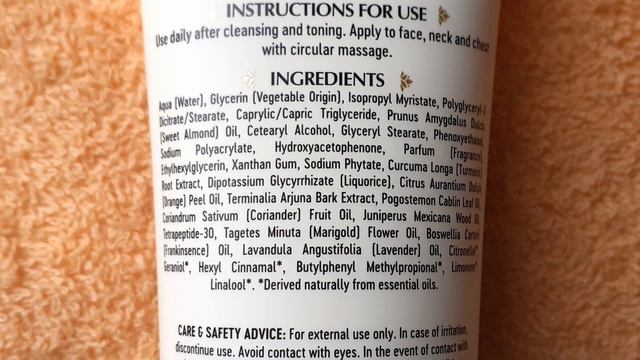 INSTRUCTIONS FOR USE
Use daily after cleansing and toning. Apply to face, neck and chest
with circular massage.
INGREDIENTS
Aqua (Water), Glycerin (Vegetable Origin), Isopropyl Myristate, Polyglyceryl-3
Dicitrate/Stearate, Caprylic/Capric Triglyceride, Prunus Amygdalus Dulcis
(Sweet Almond) Oil, Cetearyl Alcohol, Glyceryl Stearate, Phenoxyethanol,
Sodium Polyacrylate, Hydroxyacetophenone, Parfum (Fragrance),
Ethylhexylglycerin, Xanthan Gum, Sodium Phytate, Curcuma Longa (Turmeric)
Root Extract, Dipotassium Glycyrrhizate (Liquorice), Citrus Aurantium Dulcis
(Orange) Peel Oil, Terminalia Arjuna Bark Extract, Pogostemon Cablin Leaf Oil,
Coriandrum Sativum (Coriander) Fruit Oil, Juniperus Mexicana Wood Oil,
Tetrapeptide-30, Tagetes Minuta (Marigold) Flower Oil, Boswellia Carterii
(Frankinsence) Oil, Lavandula Angustifolia (Lavender) Oil, Citronellol*,
Geraniol*, Hexyl Cinnamal*, Butylphenyl Methylpropional*, Limonene*,
Linalool*. *Derived naturally from essential oils.
CARE & SAFETY ADVICE: For external use only. In case of irritation,
discontinue use. Avoid contact with eyes. In the event of contact with